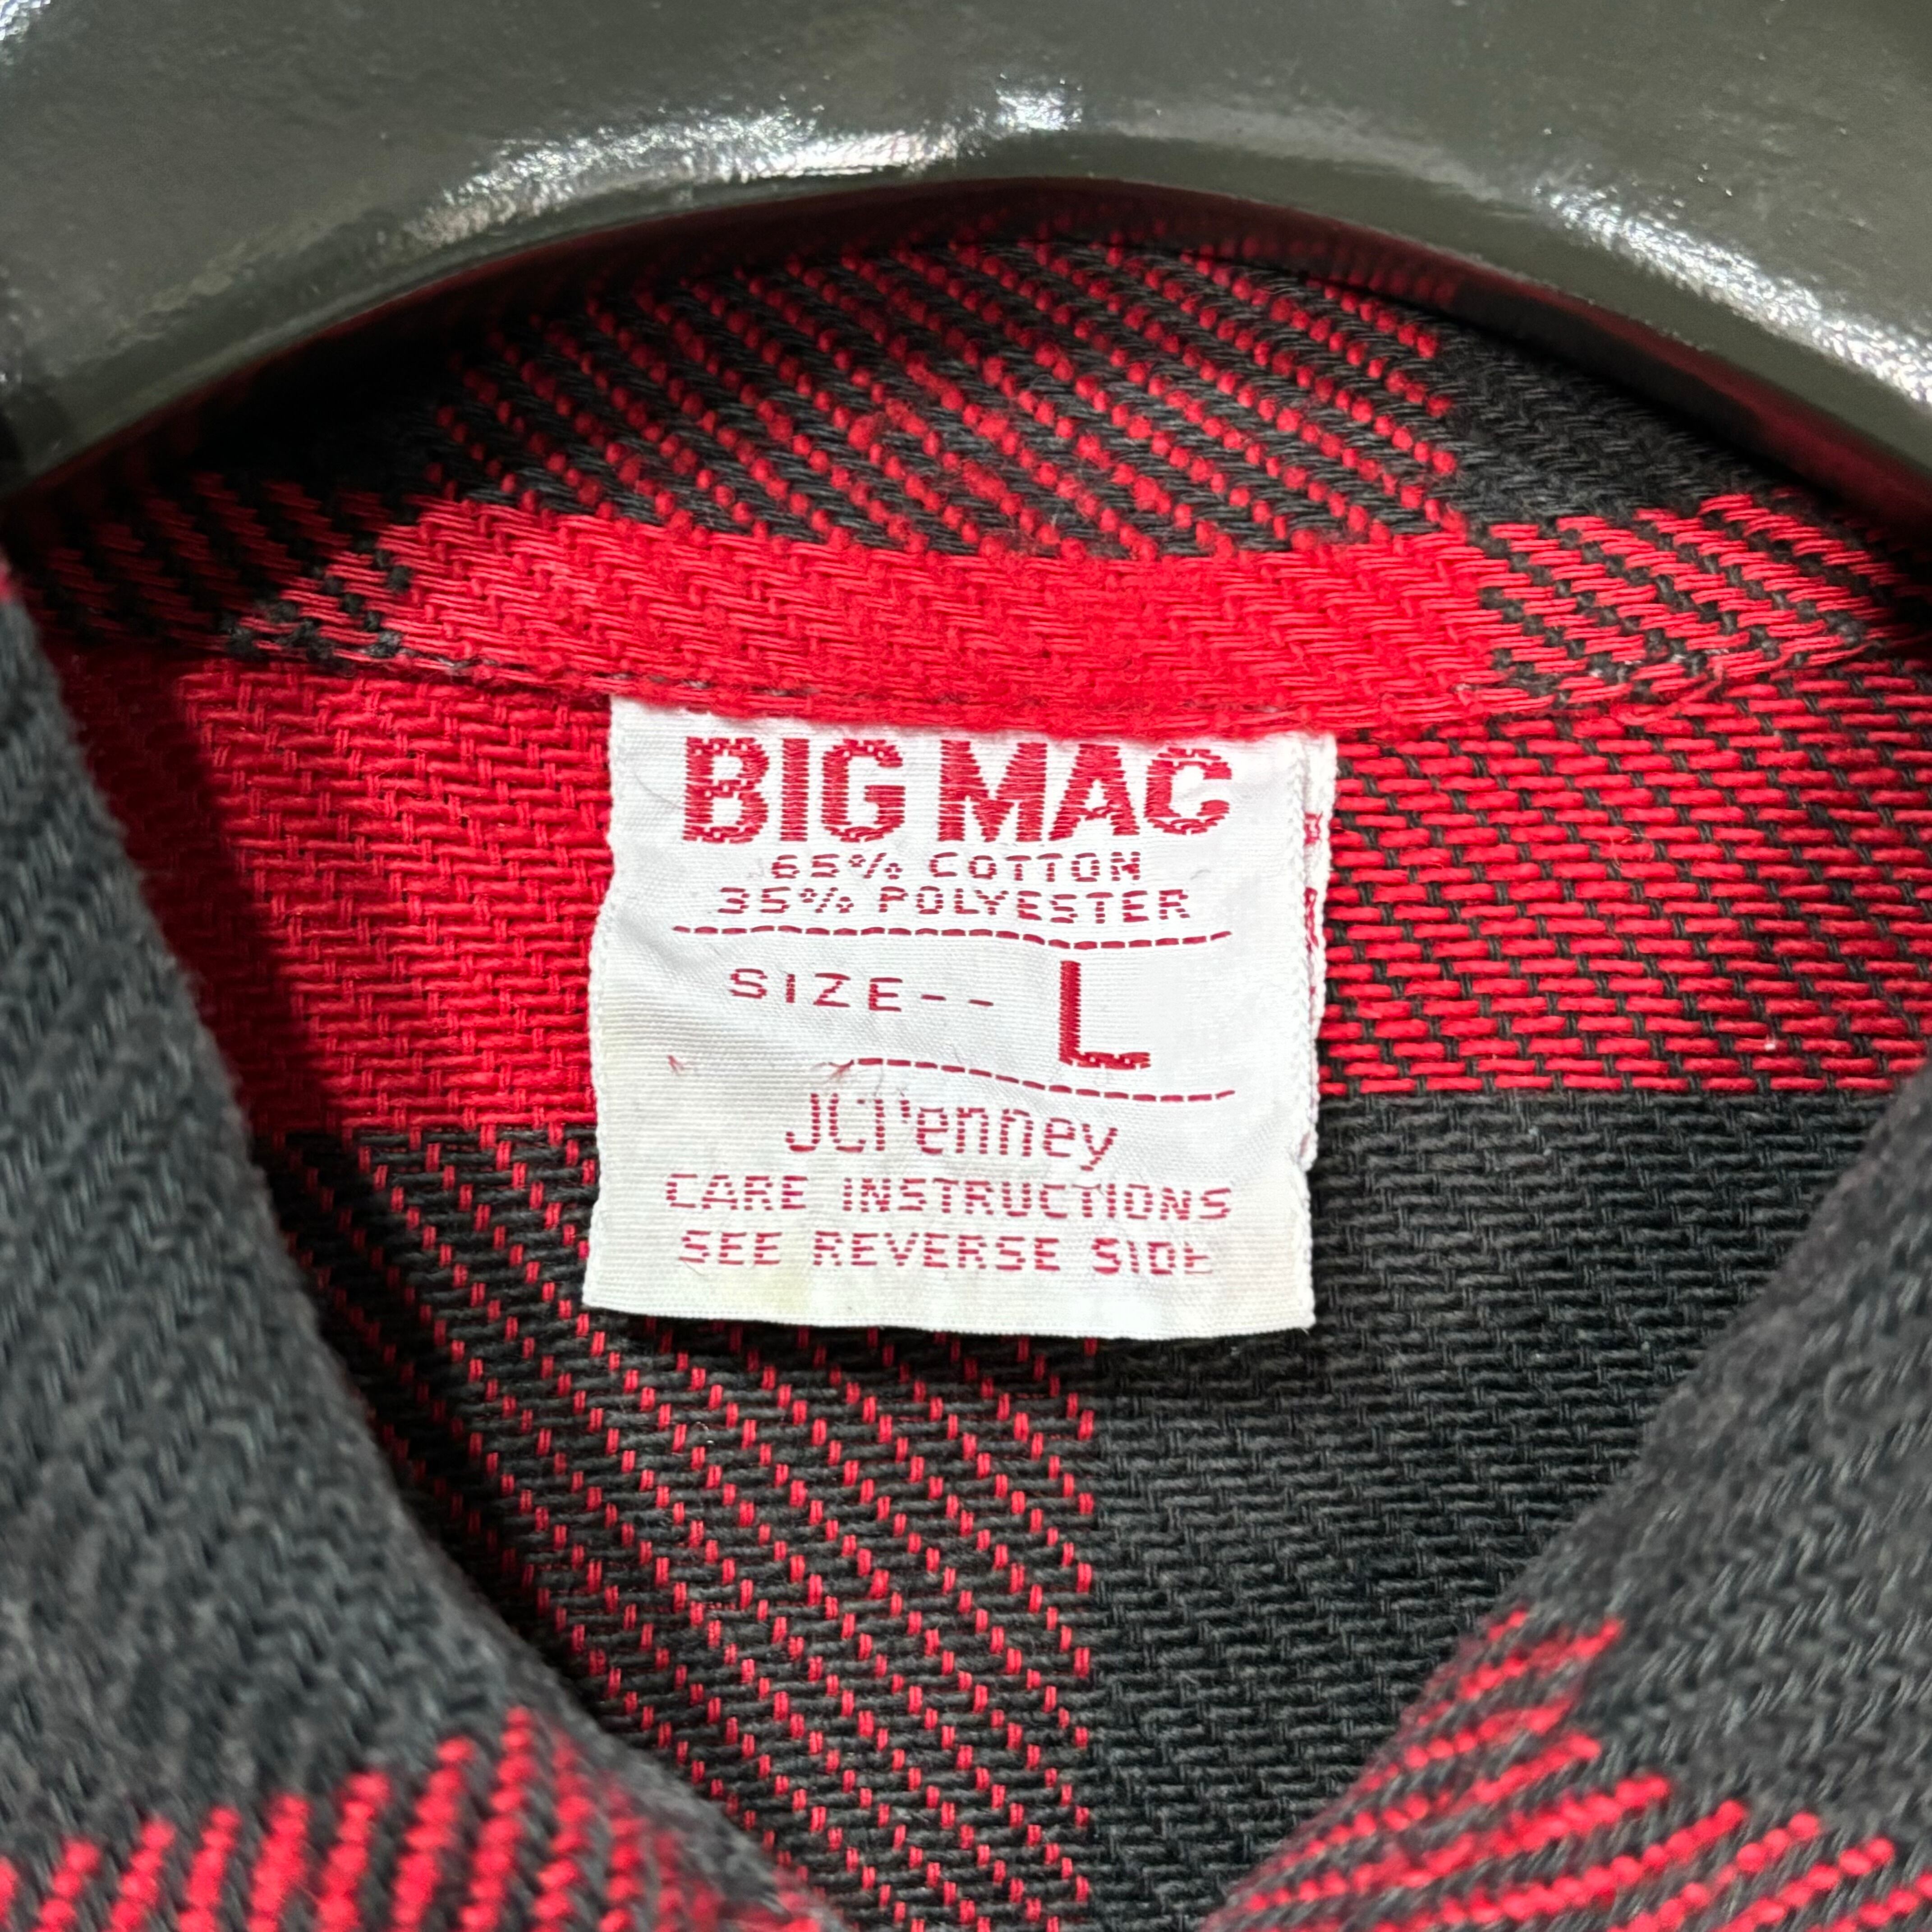 BIG MAC
65% COTTON
35% POLYESTER
SIZE-- L
JCPenney
CARE INSTRUCTIONS
SEE REVERSE SIDE